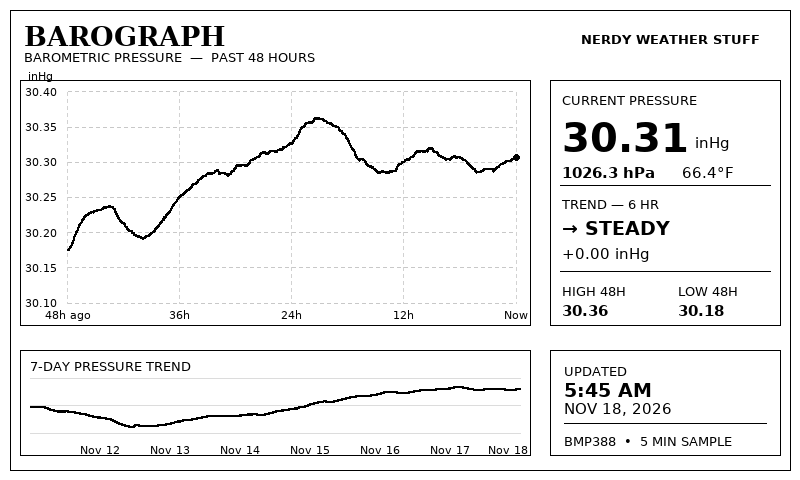 BAROGRAPH
BAROMETRIC PRESSURE — PAST 48 HOURS
NERDY WEATHER STUFF
inHg
30.40
30.35
30.30
30.25
30.20
30.15
30.10
48h ago 36h 24h 12h Now
CURRENT PRESSURE
30.31 inHg
1026.3 hPa 66.4°F
TREND — 6 HR
→ STEADY
+0.00 inHg
HIGH 48H LOW 48H
30.36 30.18
7-DAY PRESSURE TREND
Nov 12 Nov 13 Nov 14 Nov 15 Nov 16 Nov 17 Nov 18
UPDATED
5:45 AM
NOV 18, 2026
BMP388 • 5 MIN SAMPLE